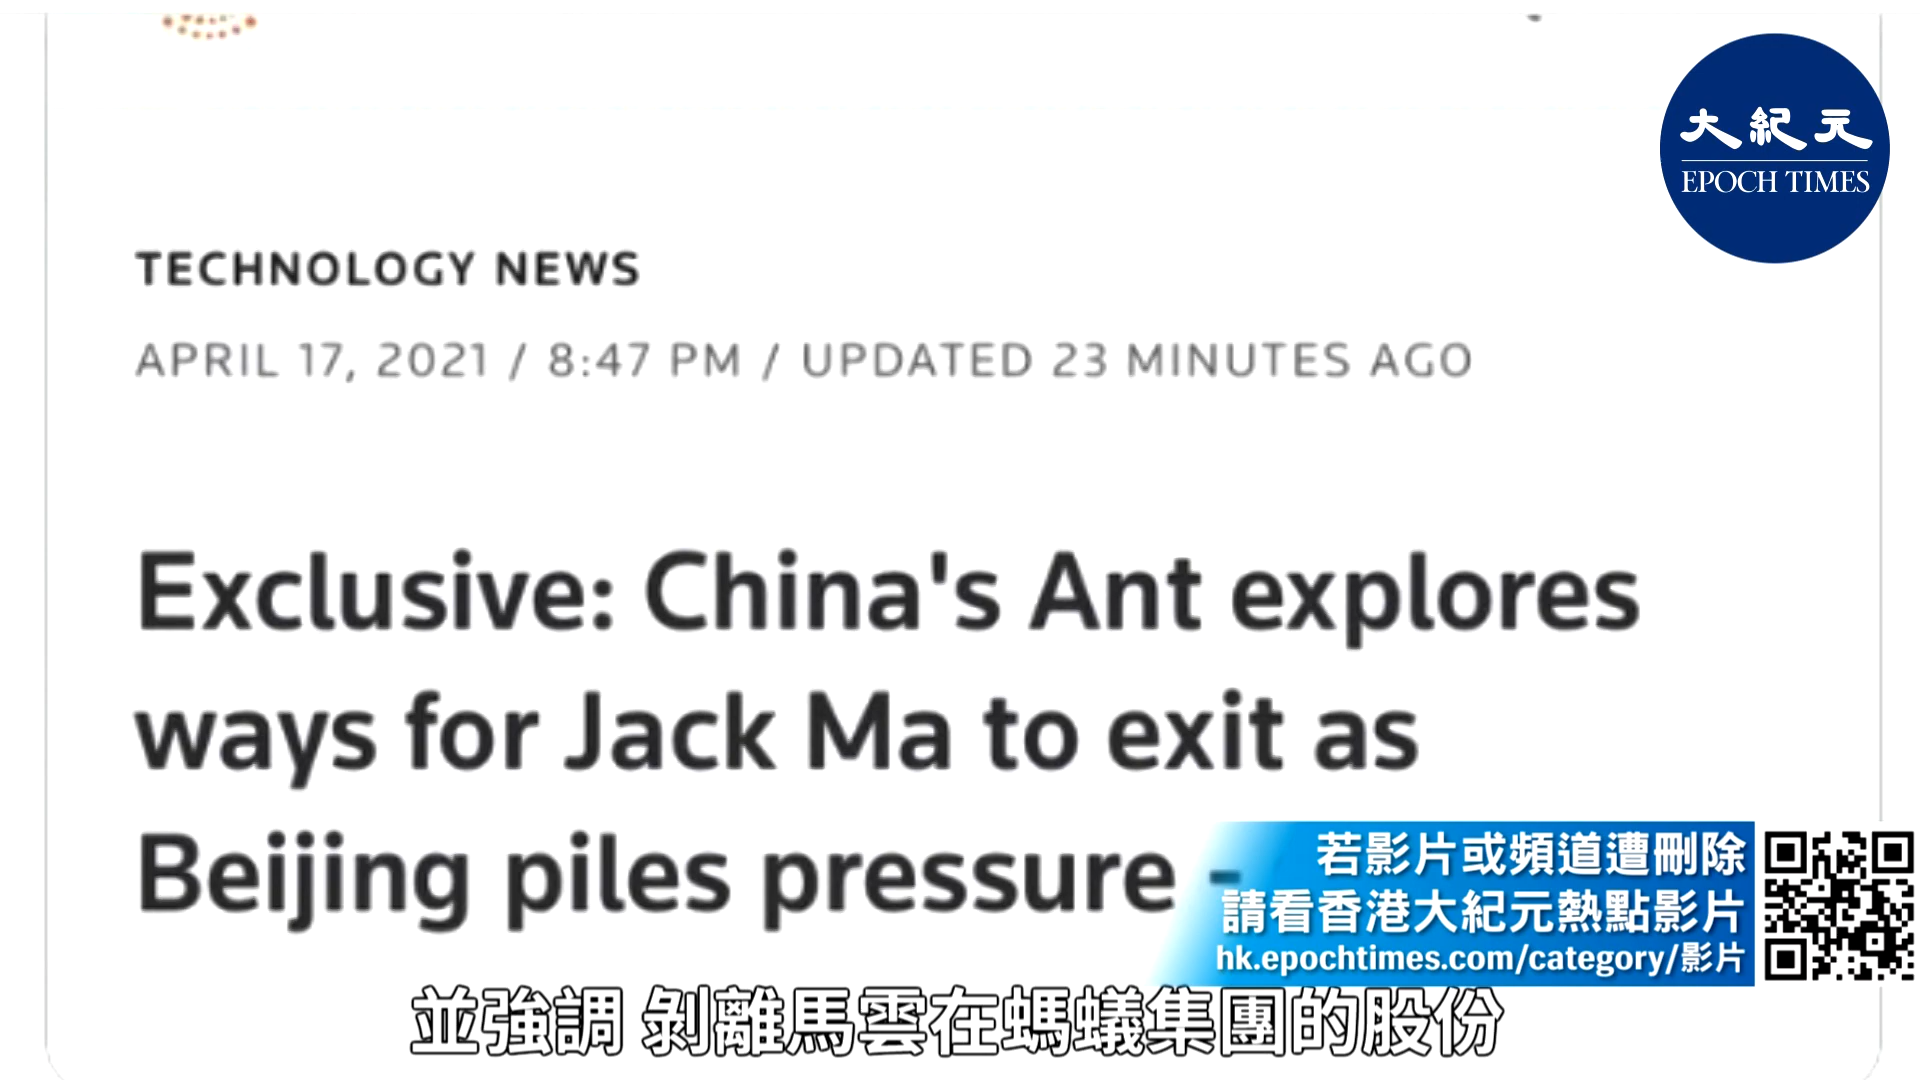 大紀元
EPOCH TIMES
TECHNOLOGY NEWS
APRIL 17, 2021 / 8:47 PM / UPDATED 23 MINUTES AGO
Exclusive: China's Ant explores
ways for Jack Ma to exit as
Beijing piles pressure -
若影片或頻道遭刪除
請看香港大紀元熱點影片
hk.epochtimes.com/category/影片
並強調 剝離馬雲在螞蟻集團的股份